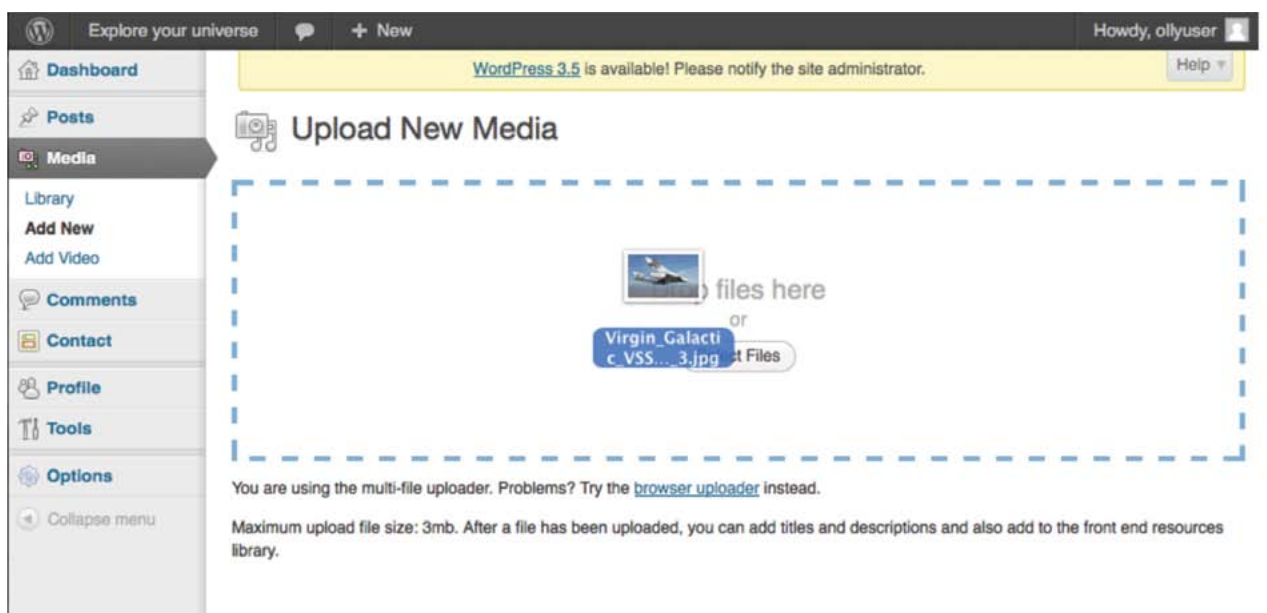 Explore your universe
+ New
Howdy, ollyuser
Dashboard
Posts
Media
Library
Add New
Add Video
Comments
Contact
Profile
Tools
Options
Collapse menu
WordPress 3.5 is available! Please notify the site administrator.
Help
Upload New Media
files here
or
Virgin_Galacti
c_VSS..._3.jpg
Files
You are using the multi-file uploader. Problems? Try the browser uploader instead.
Maximum upload file size: 3mb. After a file has been uploaded, you can add titles and descriptions and also add to the front end resources
library.